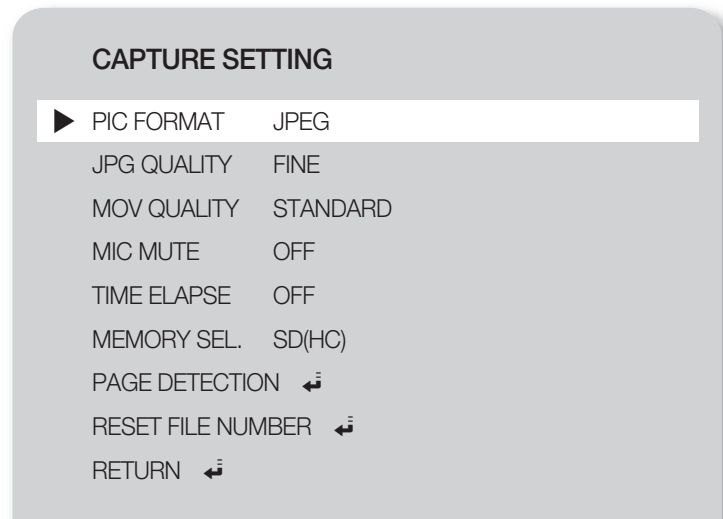 CAPTURE SETTING
PIC FORMAT JPEG
JPG QUALITY FINE
MOV QUALITY STANDARD
MIC MUTE OFF
TIME ELAPSE OFF
MEMORY SEL. SD(HC)
PAGE DETECTION
RESET FILE NUMBER
RETURN